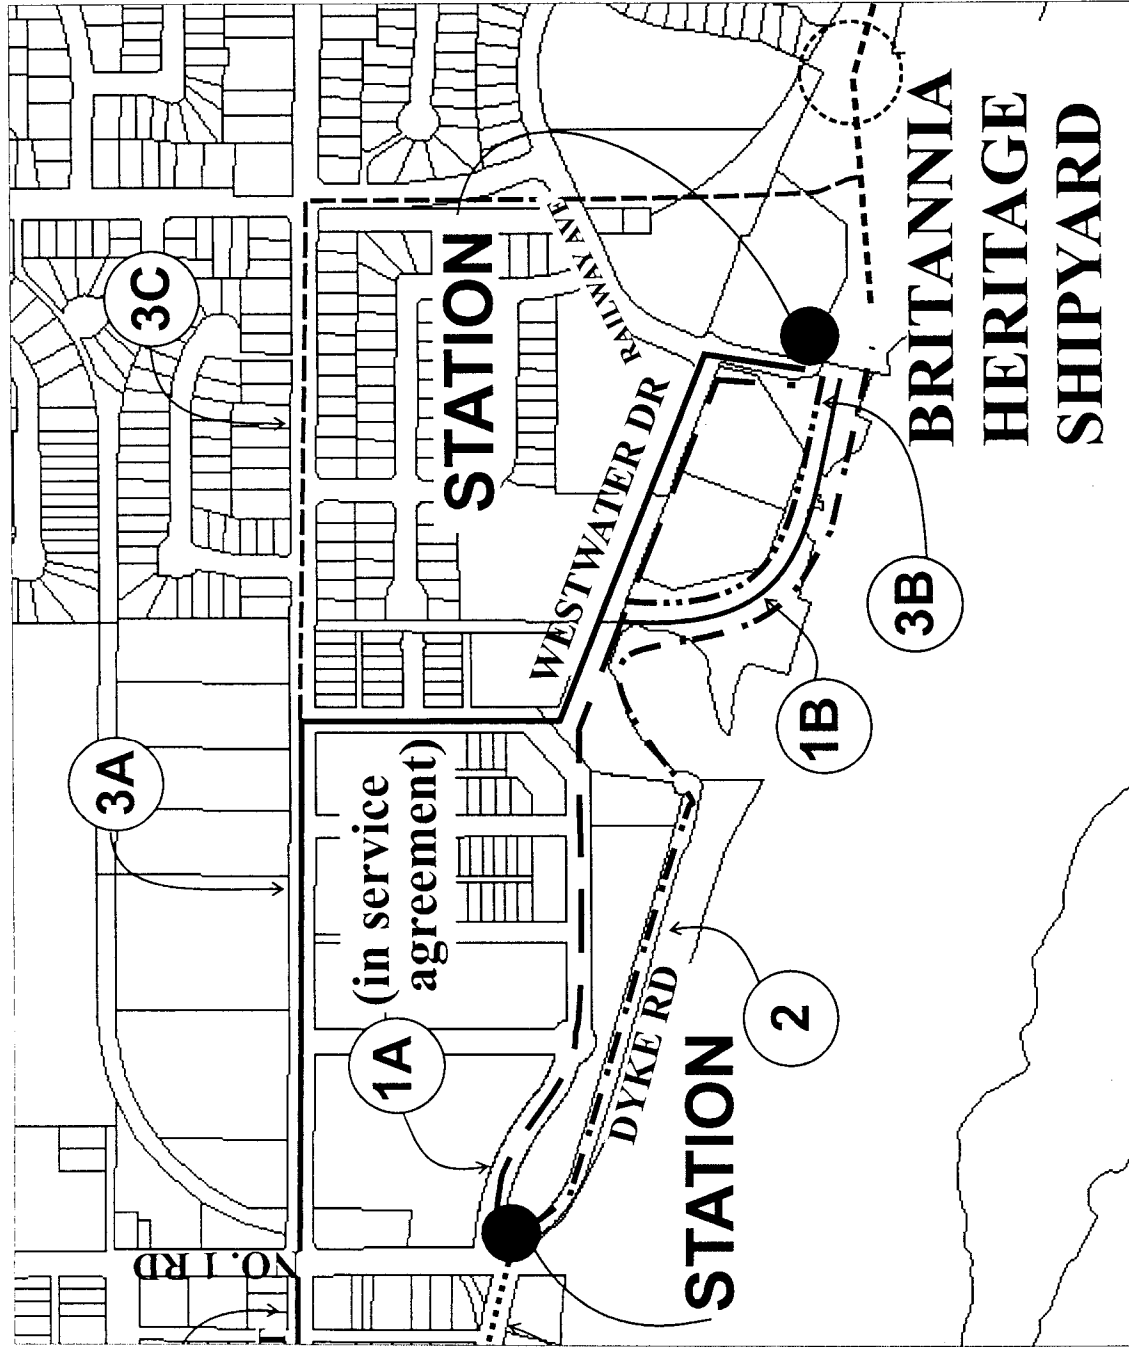 3C
3A
STATION
RAILWAY AVE
WESTWATER DR
(in service
agreement)
1A
NO. 1 RD
DYKE RD
STATION
2
1B
3B
BRITANNIA
HERITAGE
SHIPYARD